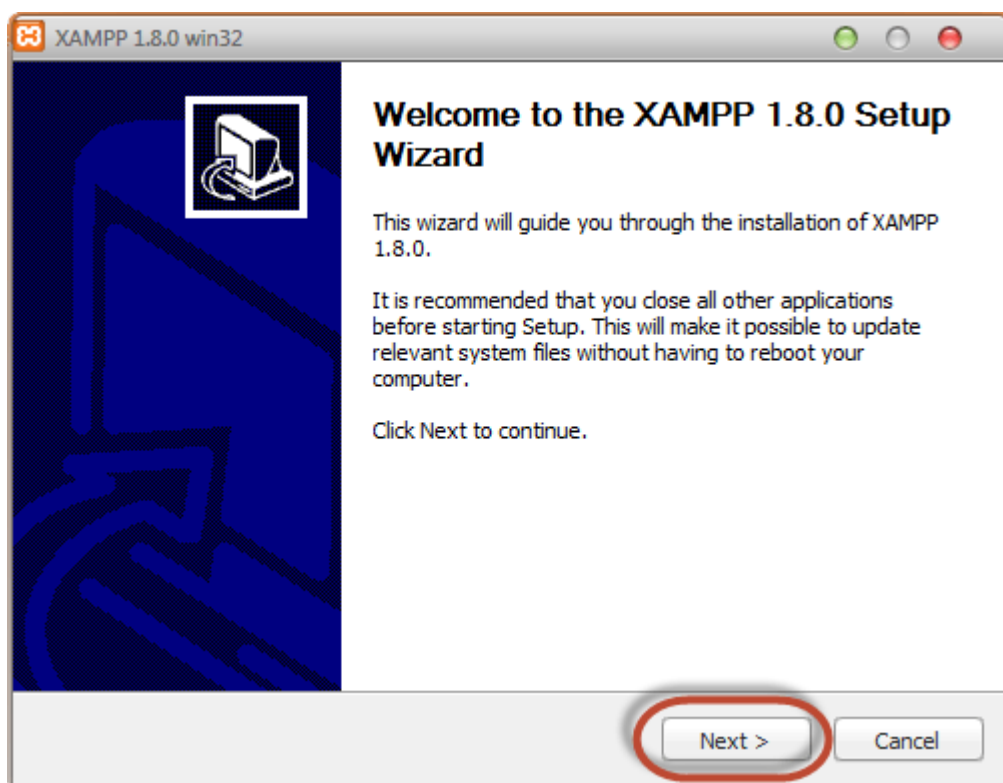 XAMPP 1.8.0 win32
Welcome to the XAMPP 1.8.0 Setup
Wizard
This wizard will guide you through the installation of XAMPP
1.8.0.
It is recommended that you close all other applications
before starting Setup. This will make it possible to update
relevant system files without having to reboot your
computer.
Click Next to continue.
Next >
Cancel